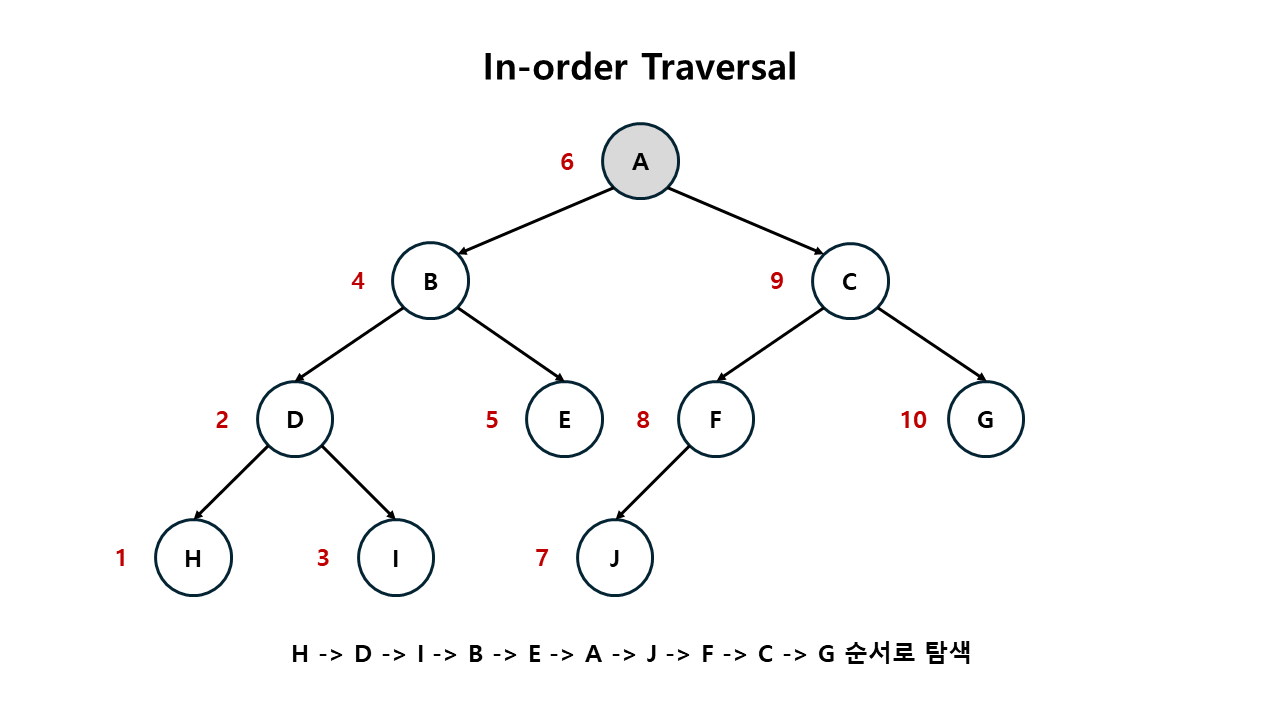 In-order Traversal
6 A
4 B 9 C
2 D 5 E 8 F 10 G
1 H 3 I 7 J
H -> D -> I -> B -> E -> A -> J -> F -> C -> G 순서로 탐색